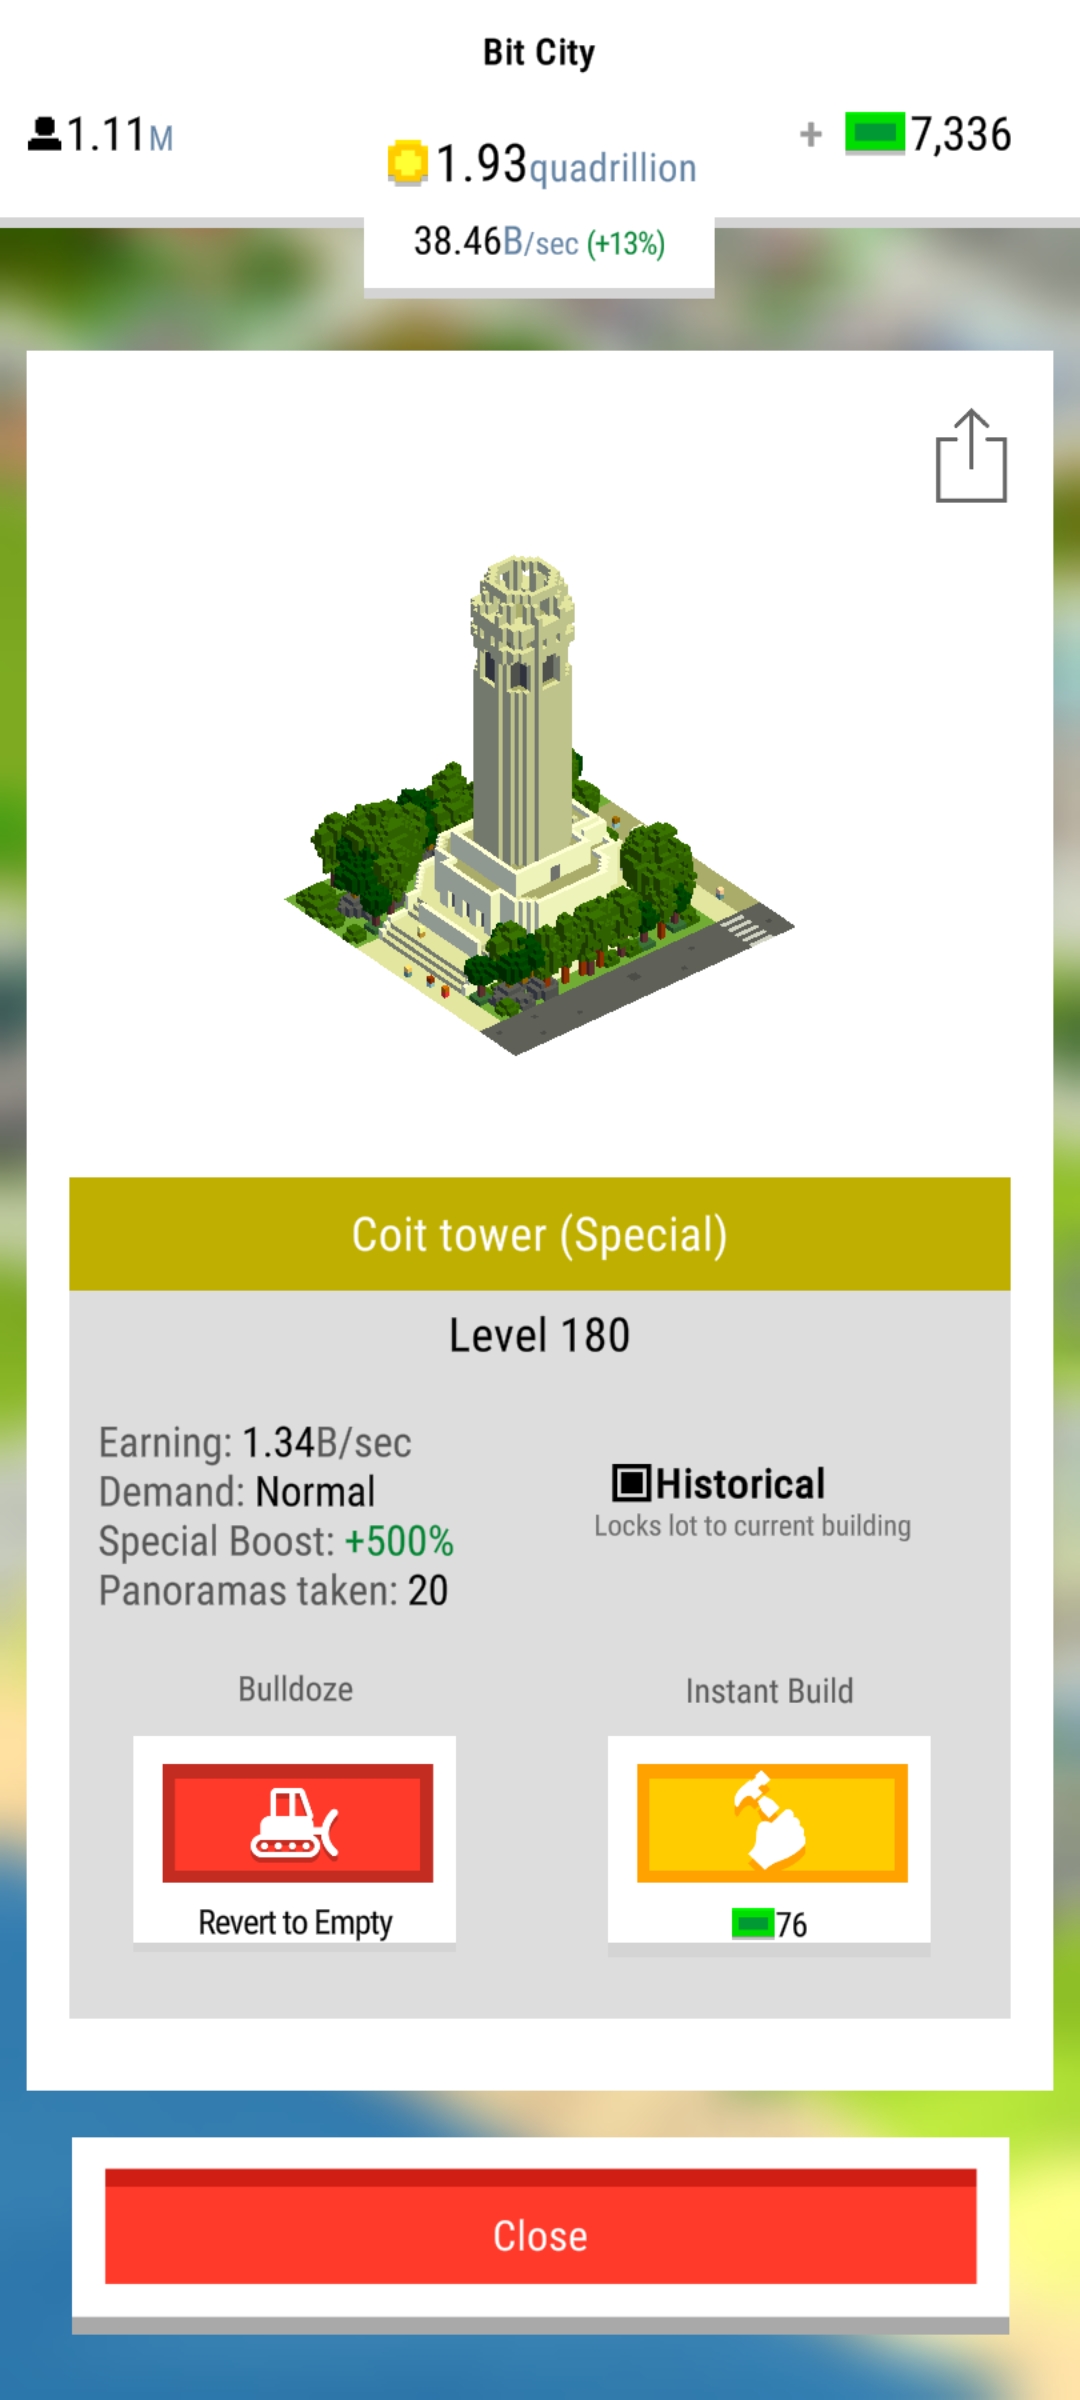 Bit City
1.11M
1.93quadrillion
+ 7,336
38.46B/sec (+13%)
Coit tower (Special)
Level 180
Earning: 1.34B/sec
Demand: Normal
Special Boost: +500%
Panoramas taken: 20
Historical
Locks lot to current building
Bulldoze
Revert to Empty
Instant Build
76
Close